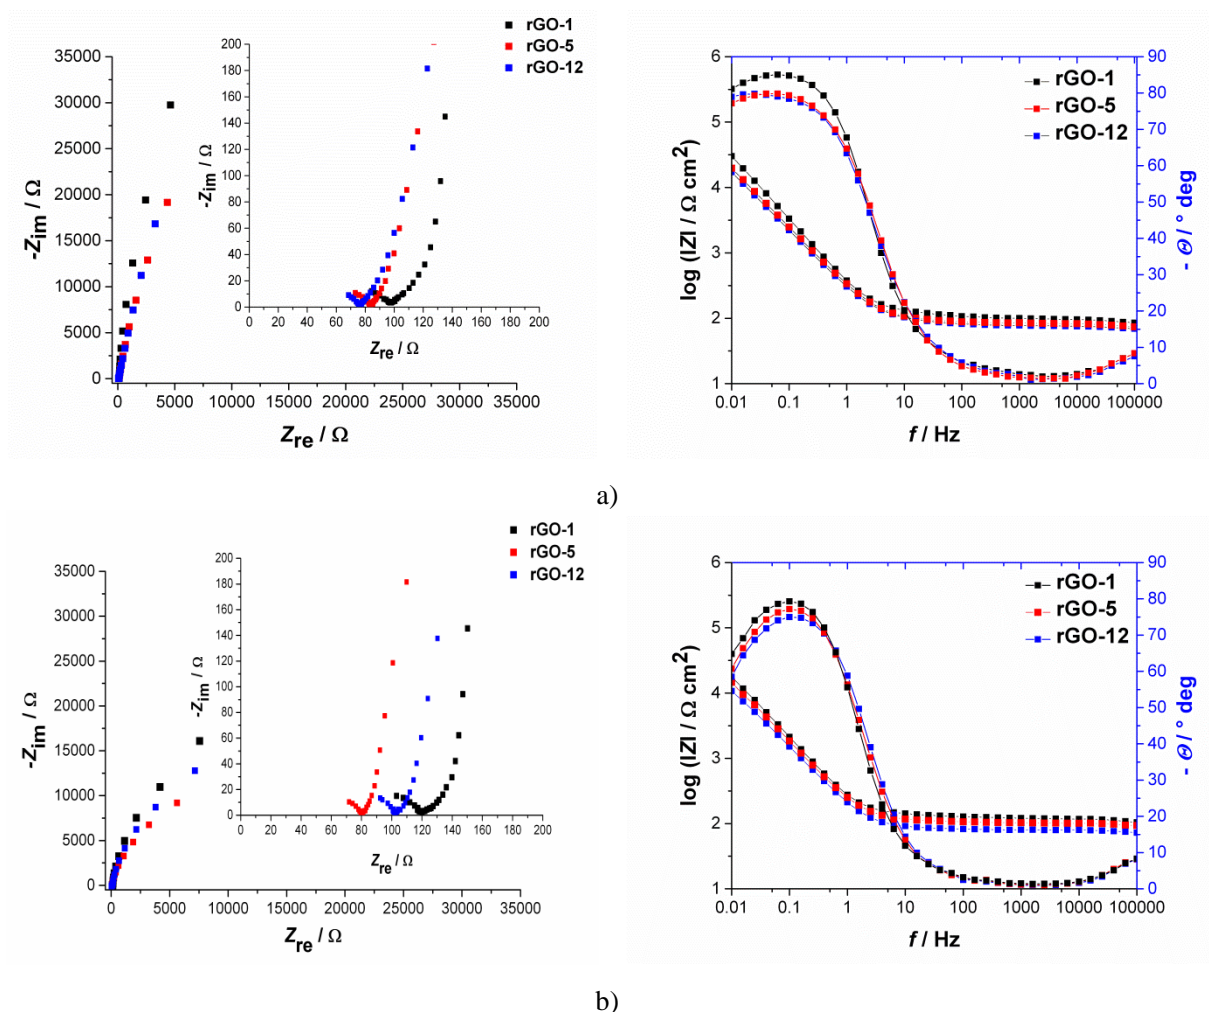 rGO-1
rGO-5
rGO-12
35000
30000
25000
20000
15000
10000
5000
0
-Zim / Ω
0 5000 10000 15000 20000 25000 30000 35000
Zre / Ω
200
180
160
140
120
100
80
60
40
20
0
-Zim / Ω
0 20 40 60 80 100 120 140 160 180 200
Zre / Ω
6
5
4
3
2
1
log (IZI / Ω cm2)
90
80
70
60
50
40
30
20
10
0
- Θ / ° deg
rGO-1
rGO-5
rGO-12
0.01 0.1 1 10 100 1000 10000 100000
f / Hz
a)
rGO-1
rGO-5
rGO-12
35000
30000
25000
20000
15000
10000
5000
0
-Zim / Ω
0 5000 10000 15000 20000 25000 30000 35000
Zre / Ω
200
180
160
140
120
100
80
60
40
20
0
-Zim / Ω
0 20 40 60 80 100 120 140 160 180 200
Zre / Ω
6
5
4
3
2
1
log (IZI / Ω cm2)
90
80
70
60
50
40
30
20
10
0
- Θ / ° deg
rGO-1
rGO-5
rGO-12
0.01 0.1 1 10 100 1000 10000 100000
f / Hz
b)